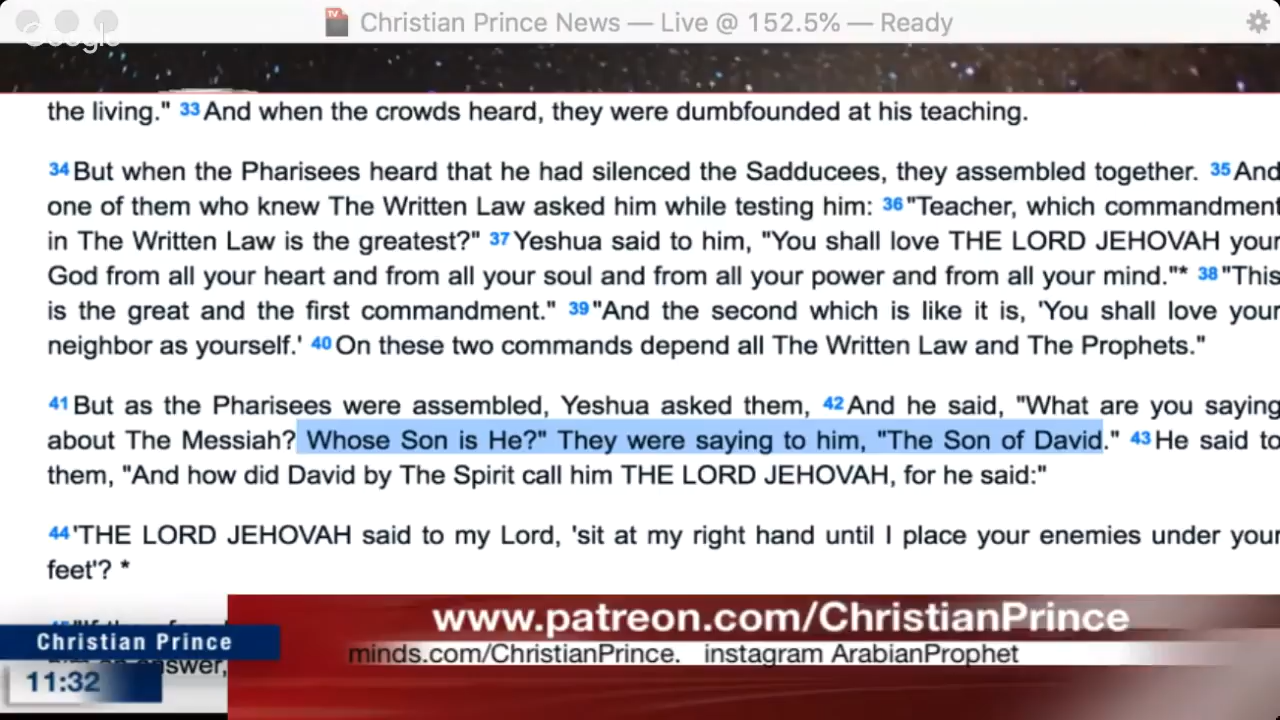 Christian Prince News — Live @ 152.5% — Ready
Google
the living." 33 And when the crowds heard, they were dumbfounded at his teaching.
34 But when the Pharisees heard that he had silenced the Sadducees, they assembled together. 35 And
one of them who knew The Written Law asked him while testing him: 36 "Teacher, which commandment
in The Written Law is the greatest?" 37 Yeshua said to him, "You shall love THE LORD JEHOVAH your
God from all your heart and from all your soul and from all your power and from all your mind."* 38 "This
is the great and the first commandment." 39 "And the second which is like it is, 'You shall love your
neighbor as yourself.' 40 On these two commands depend all The Written Law and The Prophets."
41 But as the Pharisees were assembled, Yeshua asked them, 42 And he said, "What are you saying
about The Messiah? Whose Son is He?" They were saying to him, "The Son of David." 43 He said to
them, "And how did David by The Spirit call him THE LORD JEHOVAH, for he said:"
44 'THE LORD JEHOVAH said to my Lord, 'sit at my right hand until I place your enemies under your
feet'? *
www.patreon.com/ChristianPrince
Christian Prince
minds.com/ChristianPrince. instagram ArabianProphet
11:32